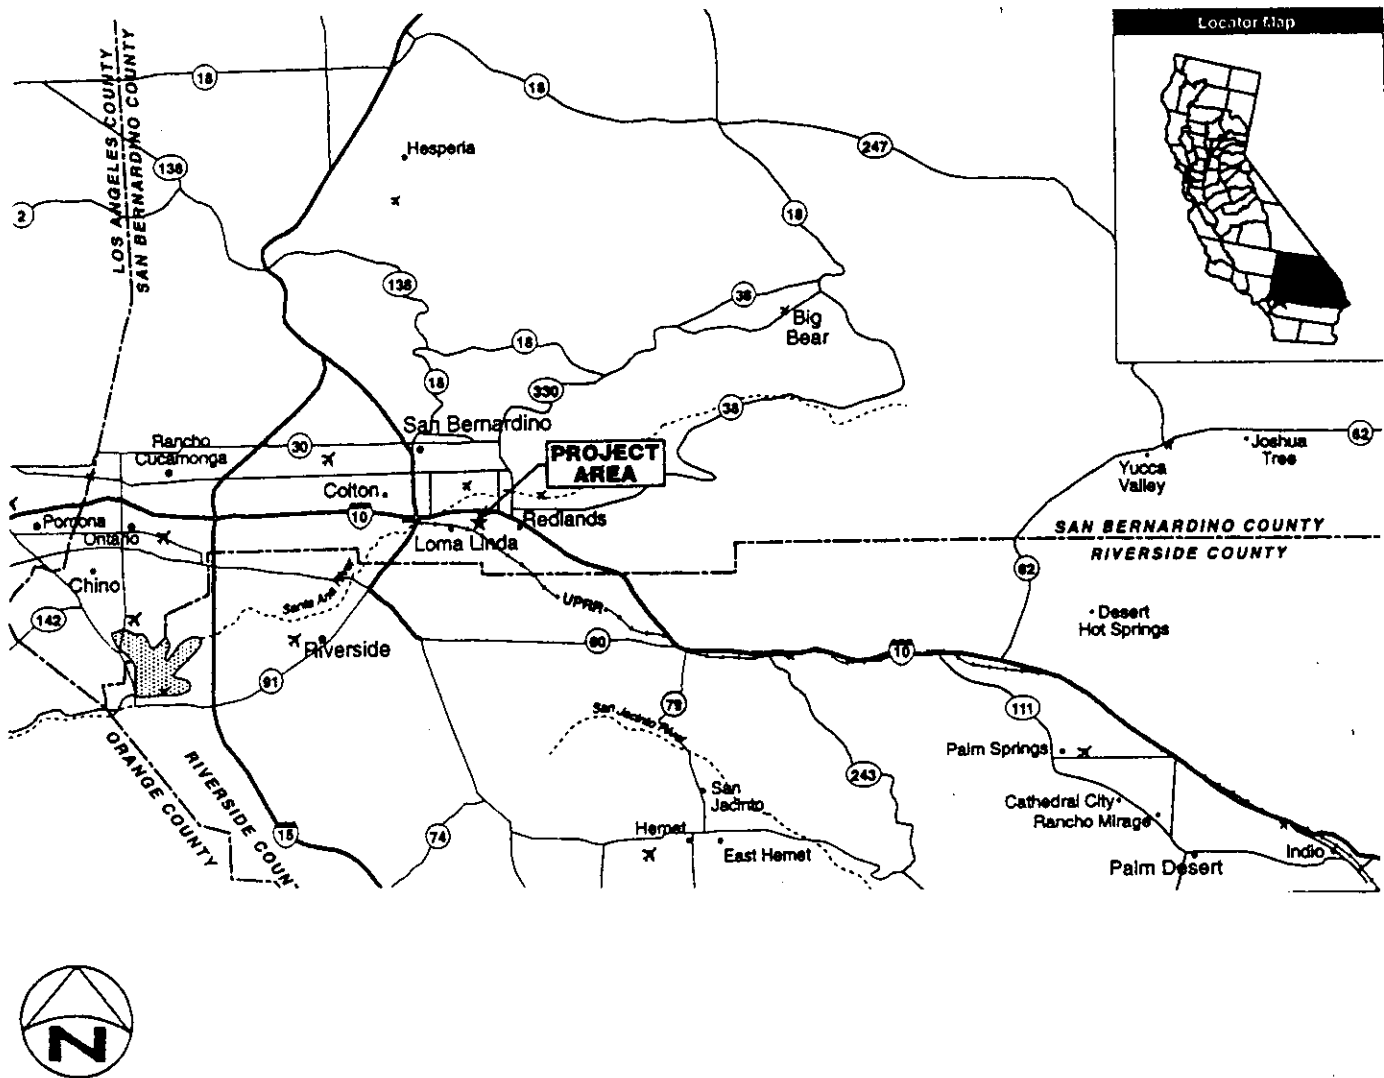 Locator Map
LOS ANGELES COUNTY
SAN BERNARDINO COUNTY
18
18
18
247
138
Hesperia
2
18
138
38
Big
Bear
18
18
330
38
San Bernardino
Rancho
Cucamonga
30
PROJECT
AREA
Joshua
Tree
62
Yucca
Valley
Colton
10
Redlands
Pomona
Ontario
Loma Linda
SAN BERNARDINO COUNTY
RIVERSIDE COUNTY
62
Chino
Santa Ana River
UPRR
142
Desert
Hot Springs
Riverside
60
10
91
79
111
San Jacinto River
ORANGE COUNTY
RIVERSIDE COUN
Palm Springs
243
San
Jacinto
Cathedral City
Rancho Mirage
15
74
Hemet
East Hemet
Indio
Palm Desert
N